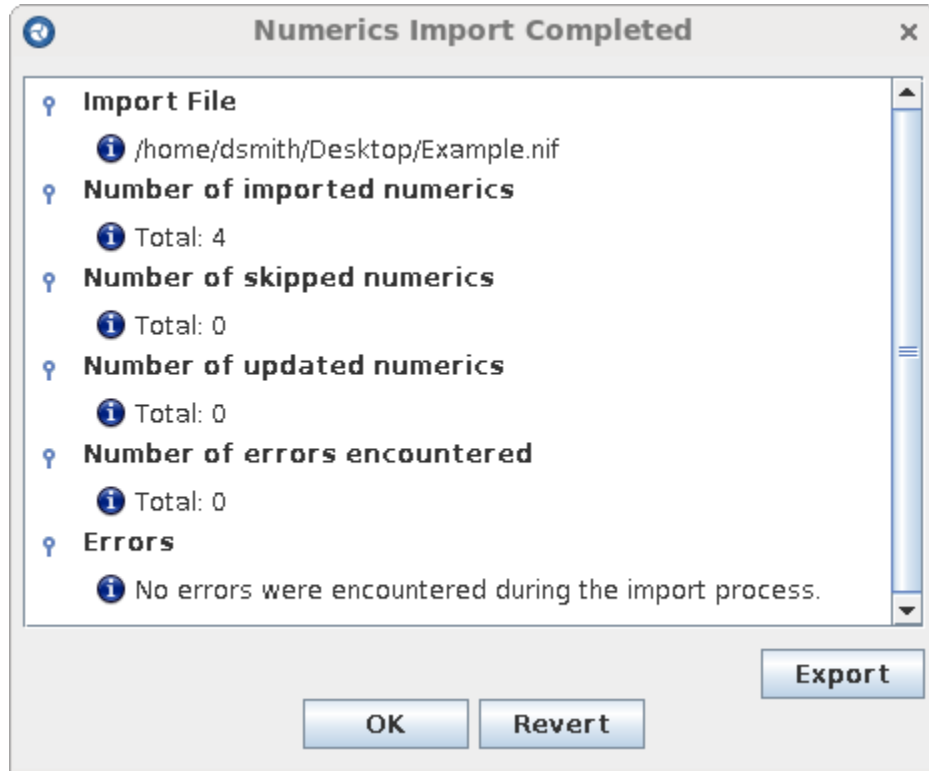 Numerics Import Completed
Import File
/home/dsmith/Desktop/Example.nif
Number of imported numerics
Total: 4
Number of skipped numerics
Total: 0
Number of updated numerics
Total: 0
Number of errors encountered
Total: 0
Errors
No errors were encountered during the import process.
Export
OK Revert